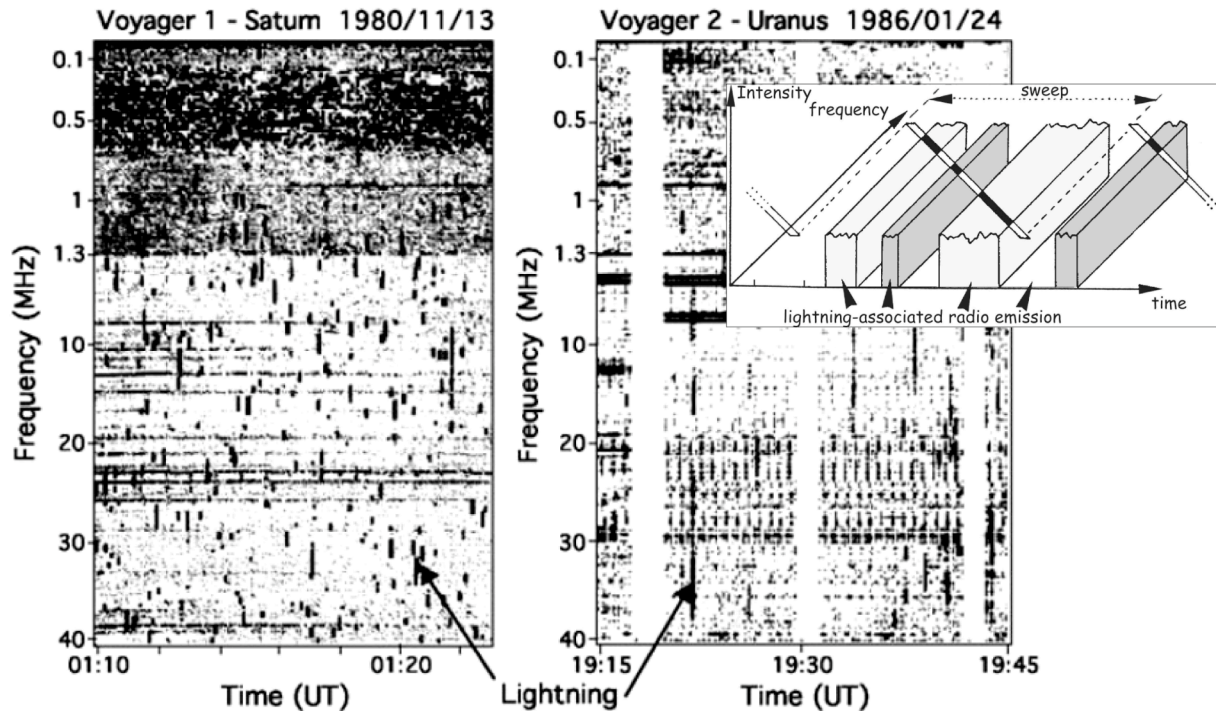 Voyager 1 - Saturn 1980/11/13
0.1
0.5
1
1.3
10
20
30
40
Frequency (MHz)
01:10
01:20
Time (UT)
Voyager 2 - Uranus 1986/01/24
0.1
0.5
1
1.3
10
20
30
40
Frequency (MHz)
19:15
19:30
19:45
Time (UT)
Intensity
frequency
sweep
time
lightning-associated radio emission
Lightning